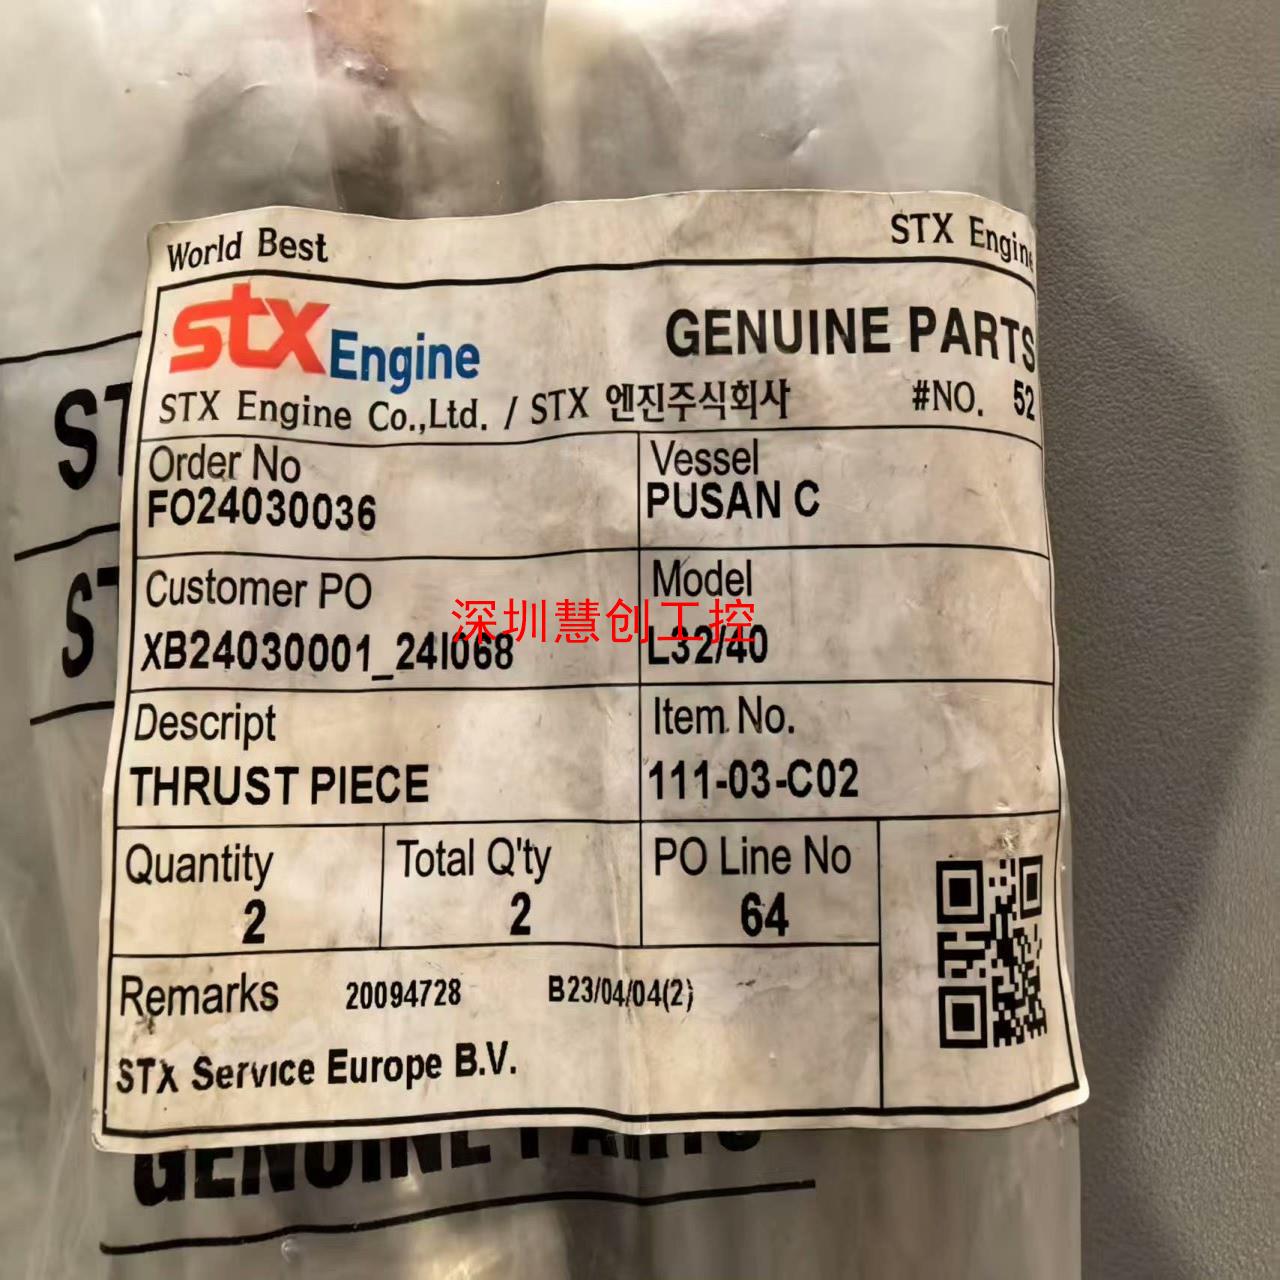 World Best STX Engine
stx Engine GENUINE PARTS
STX Engine Co.,Ltd. / STX 엔진주식회사 #NO. 52
Order No Vessel
FO24030036 PUSAN C
Customer PO Model
深圳慧创工控
XB24030001_24I068 L32/40
Descript Item No.
THRUST PIECE 111-03-C02
Quantity Total Q'ty PO Line No
2 2 64
Remarks 20094728 B23/04/04(2)
STX Service Europe B.V.
GENUINE PARTS